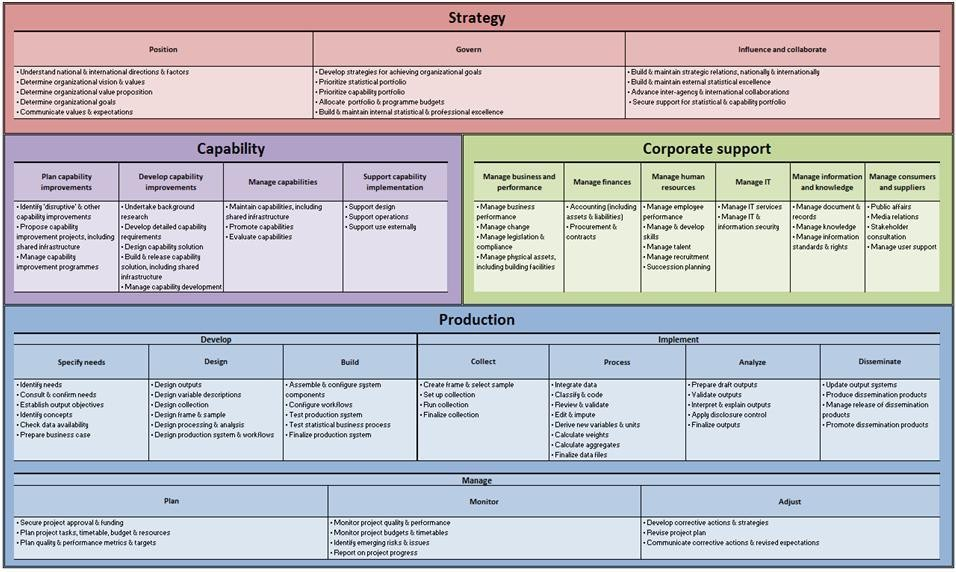 Strategy
Position
• Understand national & international directions & factors
• Determine organizational vision & values
• Determine organizational value proposition
• Determine organizational goals
• Communicate values & expectations
Govern
• Develop strategies for achieving organizational goals
• Prioritize statistical portfolio
• Prioritize capability portfolio
• Allocate portfolio & programme budgets
• Build & maintain internal statistical & professional excellence
Influence and collaborate
• Build & maintain strategic relations, nationally & internationally
• Build & maintain external statistical excellence
• Advance inter-agency & international collaborations
• Secure support for statistical & capability portfolio
Capability
Plan capability
improvements
• Identify 'disruptive' & other
capability improvements
• Propose capability
improvement projects, including
shared infrastructure
• Manage capability
improvement programmes
Develop capability
improvements
• Undertake background
research
• Develop detailed capability
requirements
• Design capability solution
• Build & release capability
solution, including shared
infrastructure
• Manage capability development
Manage capabilities
• Maintain capabilities, including
shared infrastructure
• Promote capabilities
• Evaluate capabilities
Support capability
implementation
• Support design
• Support operations
• Support use externally
Corporate support
Manage business and
performance
• Manage business
performance
• Manage change
• Manage legislation &
compliance
• Manage physical assets,
including building facilities
Manage finances
• Accounting (including
assets & liabilities)
• Procurement &
contracts
Manage human
resources
• Manage employee
performance
• Manage & develop
skills
• Manage talent
• Manage recruitment
• Succession planning
Manage IT
• Manage IT services
• Manage IT &
information security
Manage information
and knowledge
• Manage document &
records
• Manage knowledge
• Manage information
standards & rights
Manage consumers
and suppliers
• Public affairs
• Media relations
• Stakeholder
consultation
• Manage user support
Production
Develop
Specify needs
• Identify needs
• Consult & confirm needs
• Establish output objectives
• Identify concepts
• Check data availability
• Prepare business case
Design
• Design outputs
• Design variable descriptions
• Design collection
• Design frame & sample
• Design processing & analysis
• Design production system & workflows
Build
• Assemble & configure system
components
• Configure workflows
• Test production system
• Test statistical business process
• Finalize production system
Implement
Collect
• Create frame & select sample
• Set up collection
• Run collection
• Finalize collection
Process
• Integrate data
• Classify & code
• Review & validate
• Edit & impute
• Derive new variables & units
• Calculate weights
• Calculate aggregates
• Finalize data files
Analyze
• Prepare draft outputs
• Validate outputs
• Interpret & explain outputs
• Apply disclosure control
• Finalize outputs
Disseminate
• Update output systems
• Produce dissemination products
• Manage release of dissemination
products
• Promote dissemination products
Manage
Plan
• Secure project approval & funding
• Plan project tasks, timetable, budget & resources
• Plan quality & performance metrics & targets
Monitor
• Monitor project quality & performance
• Monitor project budgets & timetables
• Identify emerging risks & issues
• Report on project progress
Adjust
• Develop corrective actions & strategies
• Revise project plan
• Communicate corrective actions & revised expectations